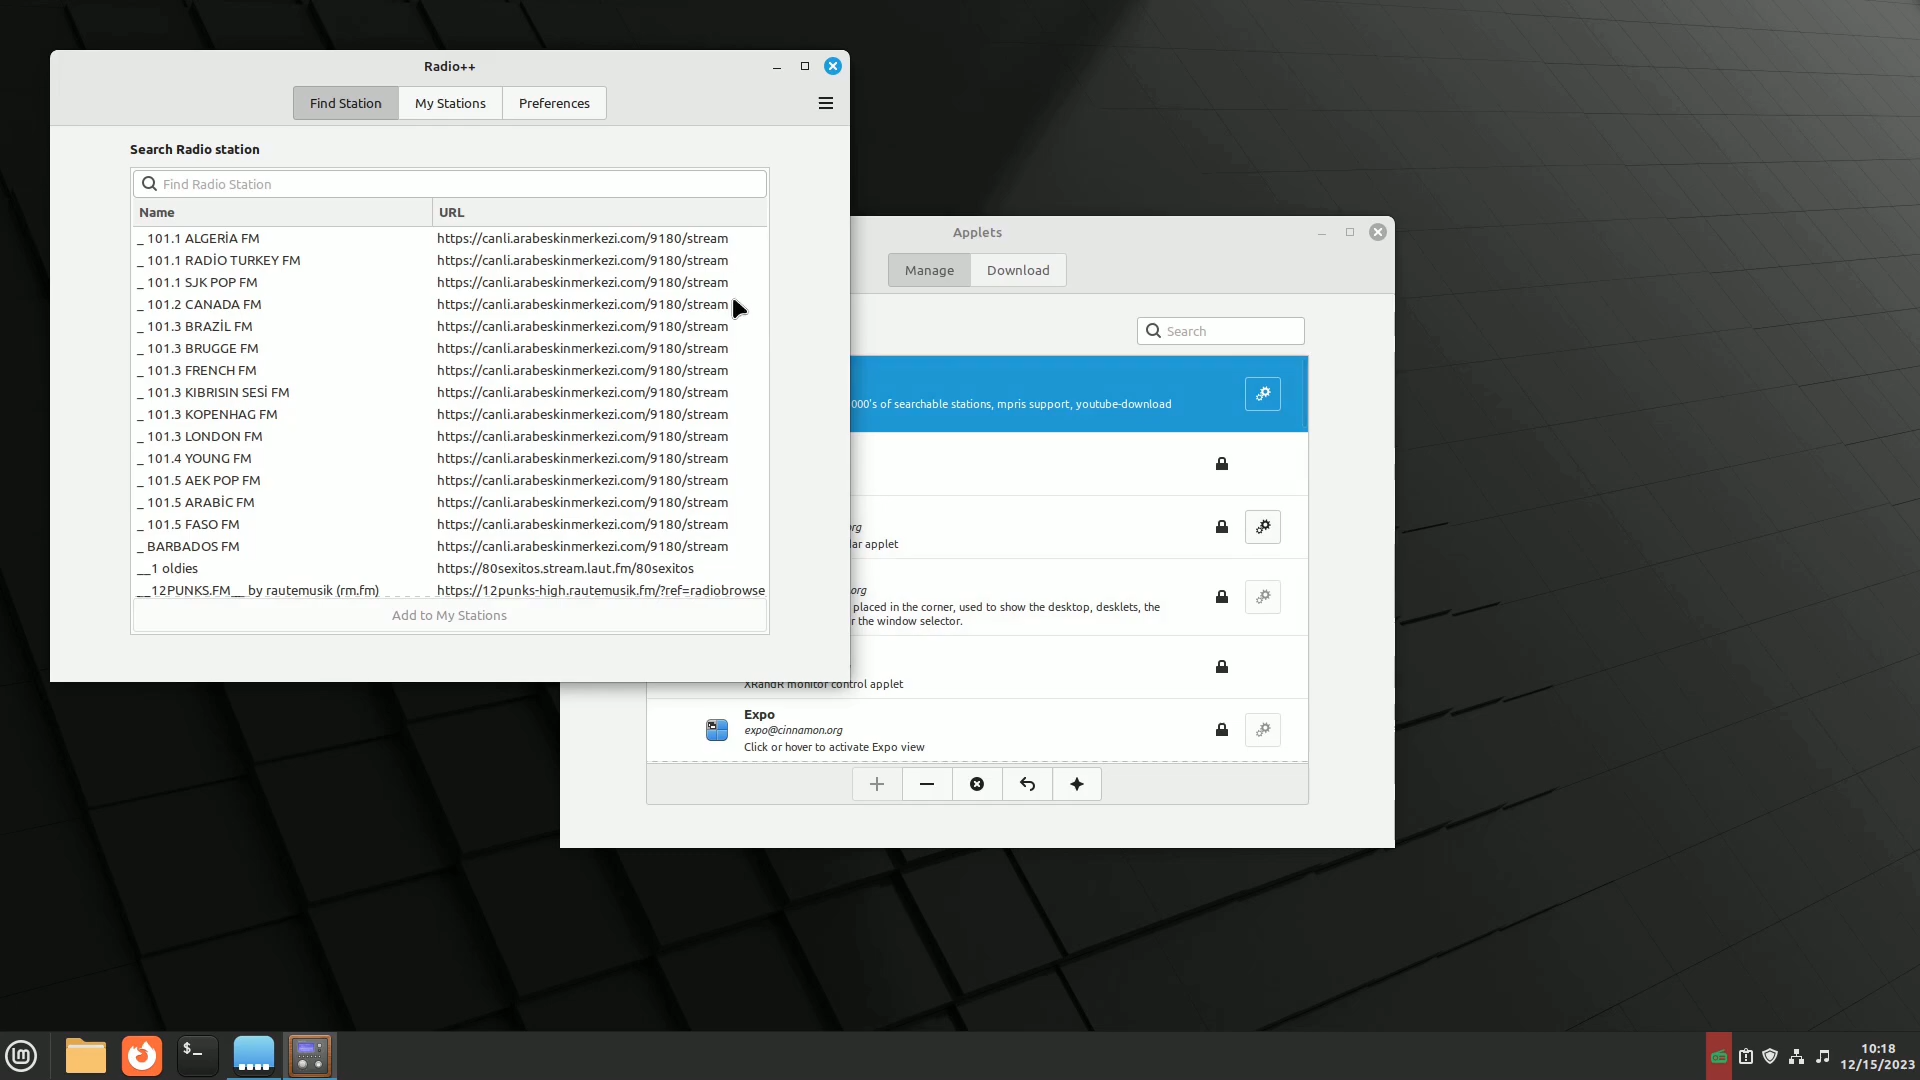 Radio++
Find Station
My Stations
Preferences
Search Radio station
Find Radio Station
Name URL
_ 101.1 ALGERİA FM https://canli.arabeskinmerkezi.com/9180/stream
_ 101.1 RADİO TURKEY FM https://canli.arabeskinmerkezi.com/9180/stream
_ 101.1 SJK POP FM https://canli.arabeskinmerkezi.com/9180/stream
_ 101.2 CANADA FM https://canli.arabeskinmerkezi.com/9180/stream
_ 101.3 BRAZİL FM https://canli.arabeskinmerkezi.com/9180/stream
_ 101.3 BRUGGE FM https://canli.arabeskinmerkezi.com/9180/stream
_ 101.3 FRENCH FM https://canli.arabeskinmerkezi.com/9180/stream
_ 101.3 KIBRISIN SESİ FM https://canli.arabeskinmerkezi.com/9180/stream
_ 101.3 KOPENHAG FM https://canli.arabeskinmerkezi.com/9180/stream
_ 101.3 LONDON FM https://canli.arabeskinmerkezi.com/9180/stream
_ 101.4 YOUNG FM https://canli.arabeskinmerkezi.com/9180/stream
_ 101.5 AEK POP FM https://canli.arabeskinmerkezi.com/9180/stream
_ 101.5 ARABİC FM https://canli.arabeskinmerkezi.com/9180/stream
_ 101.5 FASO FM https://canli.arabeskinmerkezi.com/9180/stream
_ BARBADOS FM https://canli.arabeskinmerkezi.com/9180/stream
__1 oldies https://80sexitos.stream.laut.fm/80sexitos
__12PUNKS.FM__ by rautemusik (rm.fm) https://12punks-high.rautemusik.fm/?ref=radiobrowse
Add to My Stations
Applets
Manage
Download
Search
000's of searchable stations, mpris support, youtube-download
org
lar applet
org
placed in the corner, used to show the desktop, desklets, the
r the window selector.
XRandR monitor control applet
Expo
expo@cinnamon.org
Click or hover to activate Expo view
$_
10:18
12/15/2023